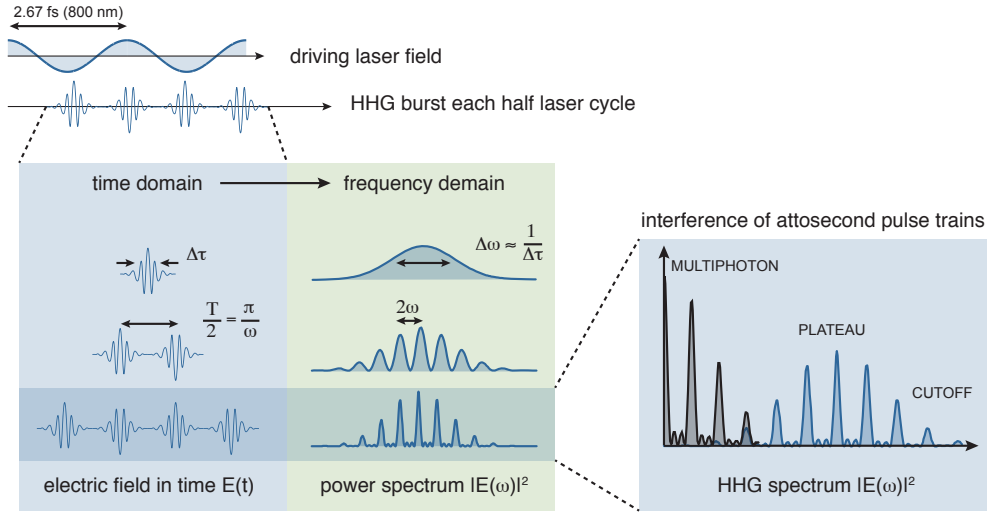 2.67 fs (800 nm)
driving laser field
HHG burst each half laser cycle
time domain
frequency demain
Δτ
Δω ≈ 1/Δτ
T/2 = π/ω
2ω
electric field in time E(t)
power spectrum |E(ω)|²
interference of attosecond pulse trains
MULTIPHOTON
PLATEAU
CUTOFF
HHG spectrum |E(ω)|²